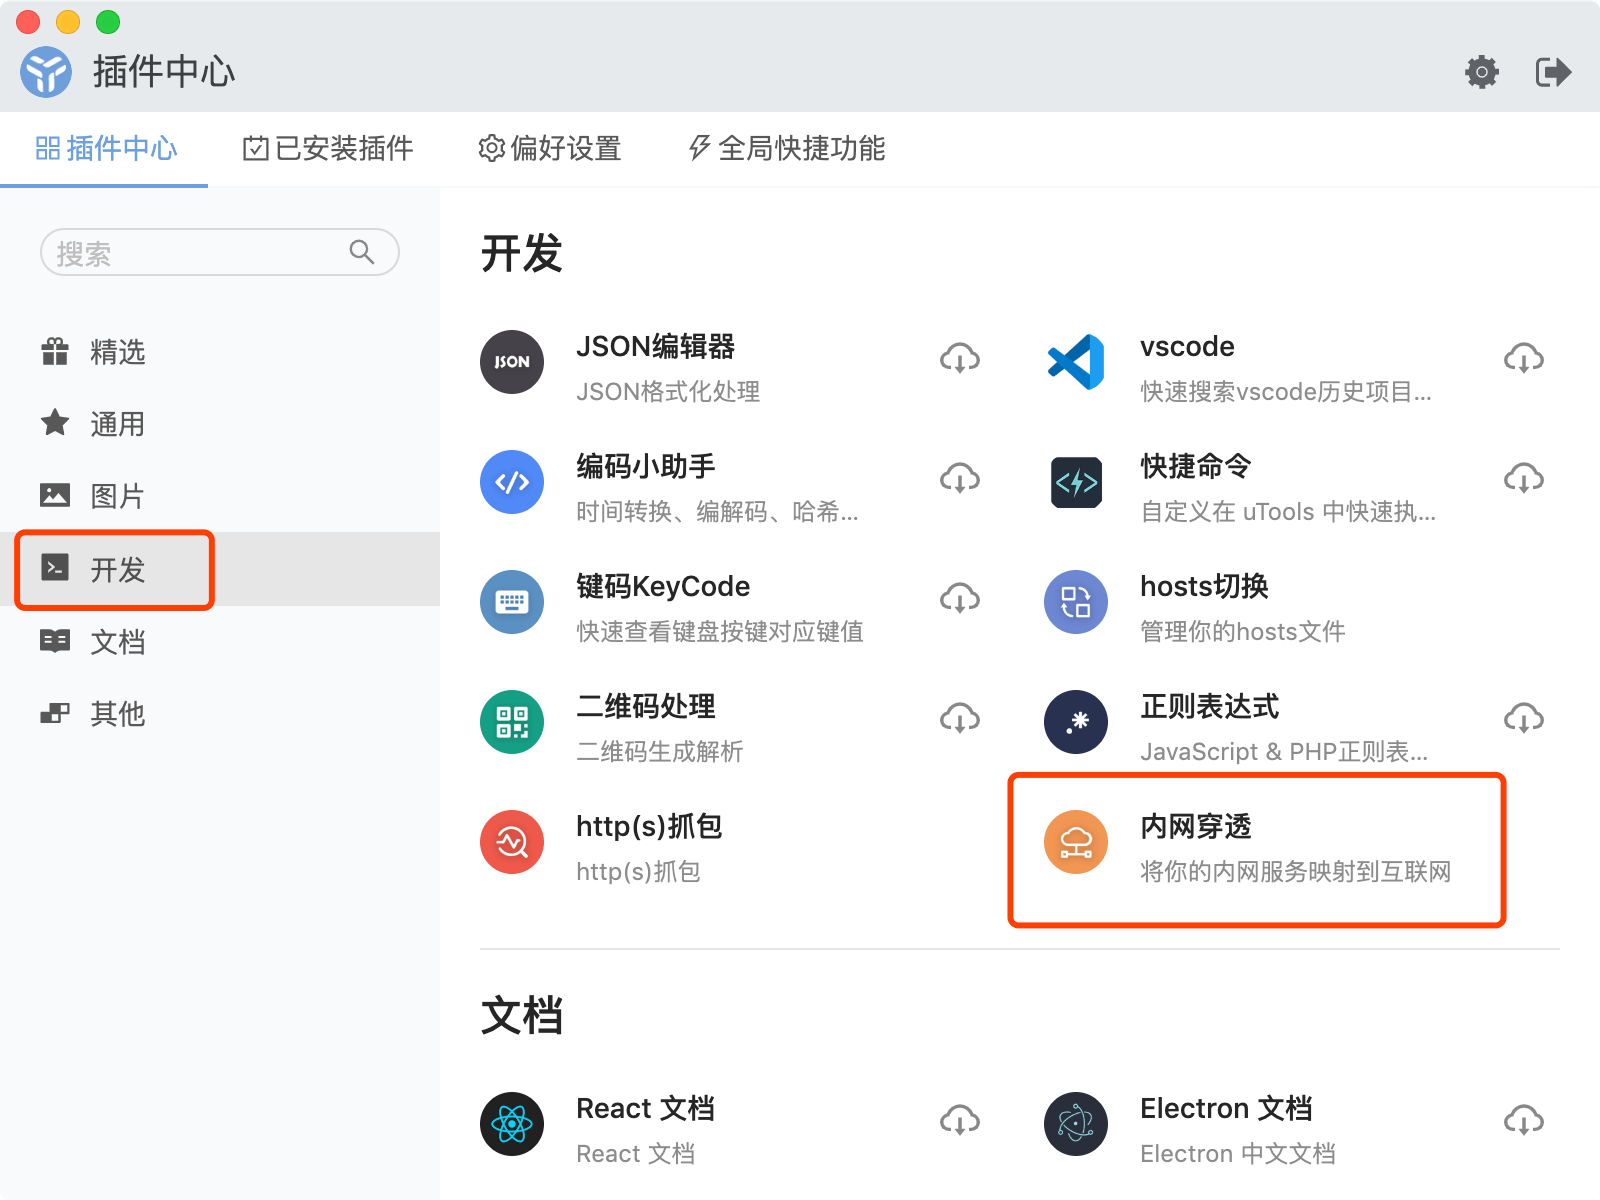 插件中心
插件中心 已安装插件 偏好设置 全局快捷功能
搜索
精选
通用
图片
开发
文档
其他
开发
JSON
JSON编辑器
JSON格式化处理
vscode
快速搜索vscode历史项目...
编码小助手
时间转换、编解码、哈希...
快捷命令
自定义在 uTools 中快速执...
键码KeyCode
快速查看键盘按键对应键值
hosts切换
管理你的hosts文件
二维码处理
二维码生成解析
正则表达式
JavaScript & PHP正则表...
http(s)抓包
http(s)抓包
内网穿透
将你的内网服务映射到互联网
文档
React 文档
React 文档
Electron 文档
Electron 中文文档